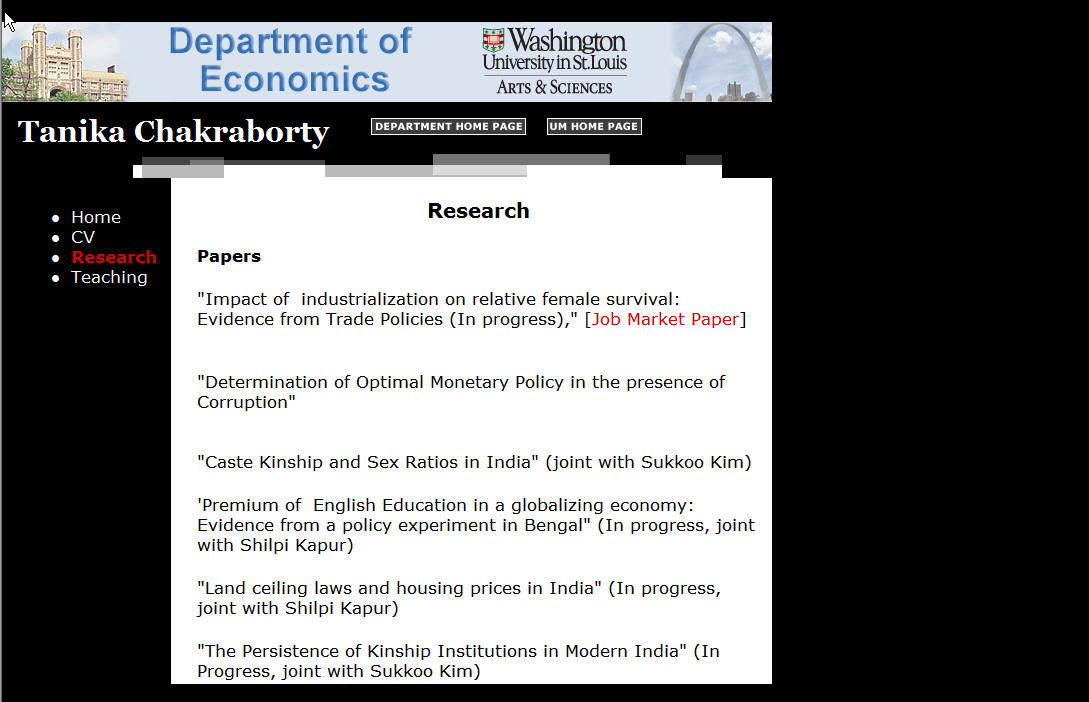 Department of
Economics
Washington
University in St. Louis
ARTS & SCIENCES
Tanika Chakraborty
DEPARTMENT HOME PAGE
UM HOME PAGE
Home
CV
Research
Teaching
Research
Papers
"Impact of  industrialization on relative female survival:
Evidence from Trade Policies (In progress)," [Job Market Paper]
"Determination of Optimal Monetary Policy in the presence of
Corruption"
"Caste Kinship and Sex Ratios in India" (joint with Sukkoo Kim)
'Premium of  English Education in a globalizing economy:
Evidence from a policy experiment in Bengal" (In progress, joint
with Shilpi Kapur)
"Land ceiling laws and housing prices in India" (In progress,
joint with Shilpi Kapur)
"The Persistence of Kinship Institutions in Modern India" (In
Progress, joint with Sukkoo Kim)